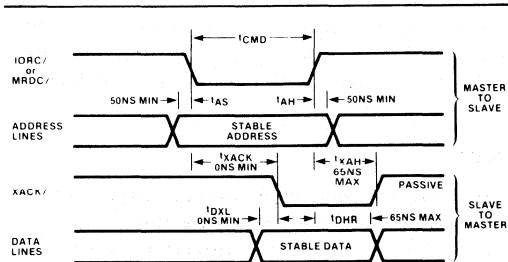 tCMD
IORC/
or
MRDC/
50NS MIN
tAS
tAH
50NS MIN
MASTER
TO
SLAVE
ADDRESS
LINES
STABLE
ADDRESS
tXACK
0NS MIN
tXAH
65NS
MAX
XACK/
PASSIVE
tDXL
0NS MIN
tDHR
65NS MAX
SLAVE
TO
MASTER
DATA
LINES
STABLE DATA